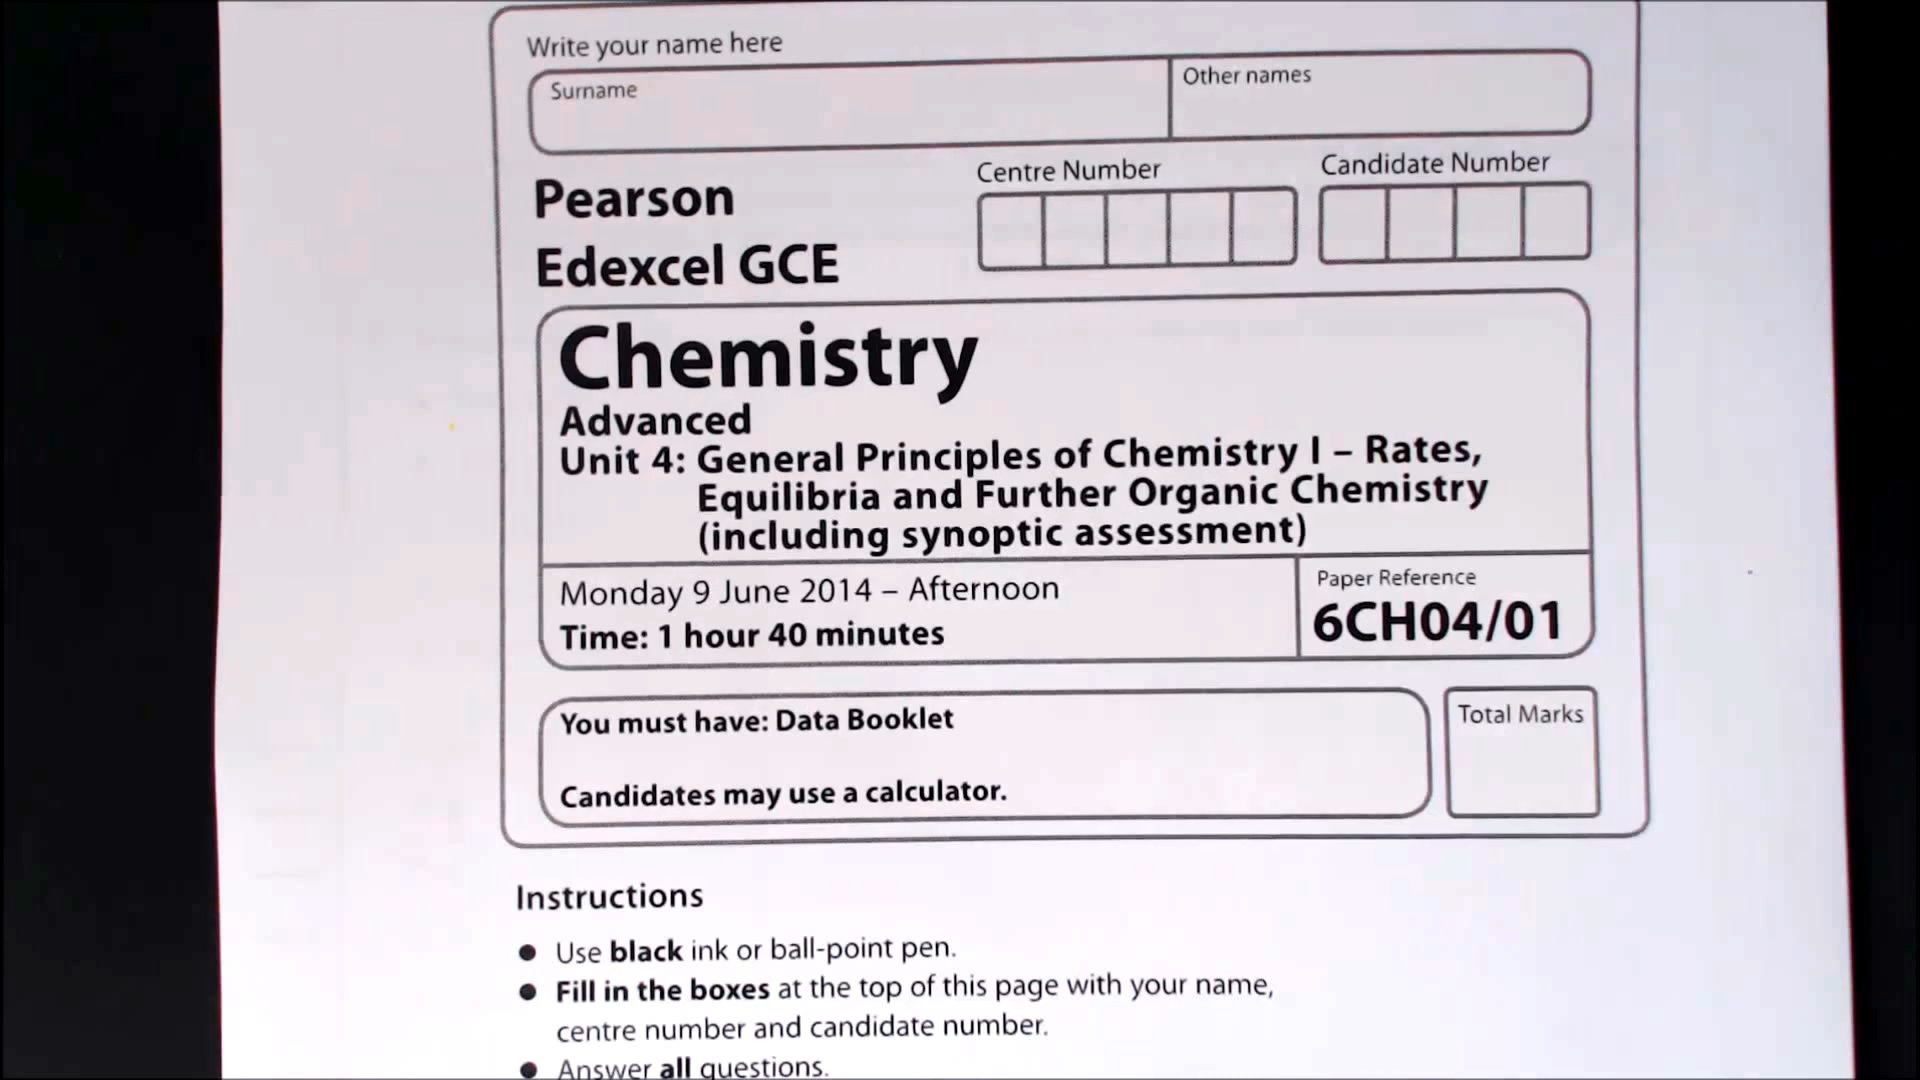 Write your name here
Surname
Other names
Centre Number
Candidate Number
Pearson
Edexcel GCE
Chemistry
Advanced
Unit 4: General Principles of Chemistry I – Rates,
Equilibria and Further Organic Chemistry
(including synoptic assessment)
Monday 9 June 2014 – Afternoon
Time: 1 hour 40 minutes
Paper Reference
6CH04/01
You must have: Data Booklet
Candidates may use a calculator.
Total Marks
Instructions
● Use black ink or ball-point pen.
● Fill in the boxes at the top of this page with your name,
centre number and candidate number.
● Answer all questions.